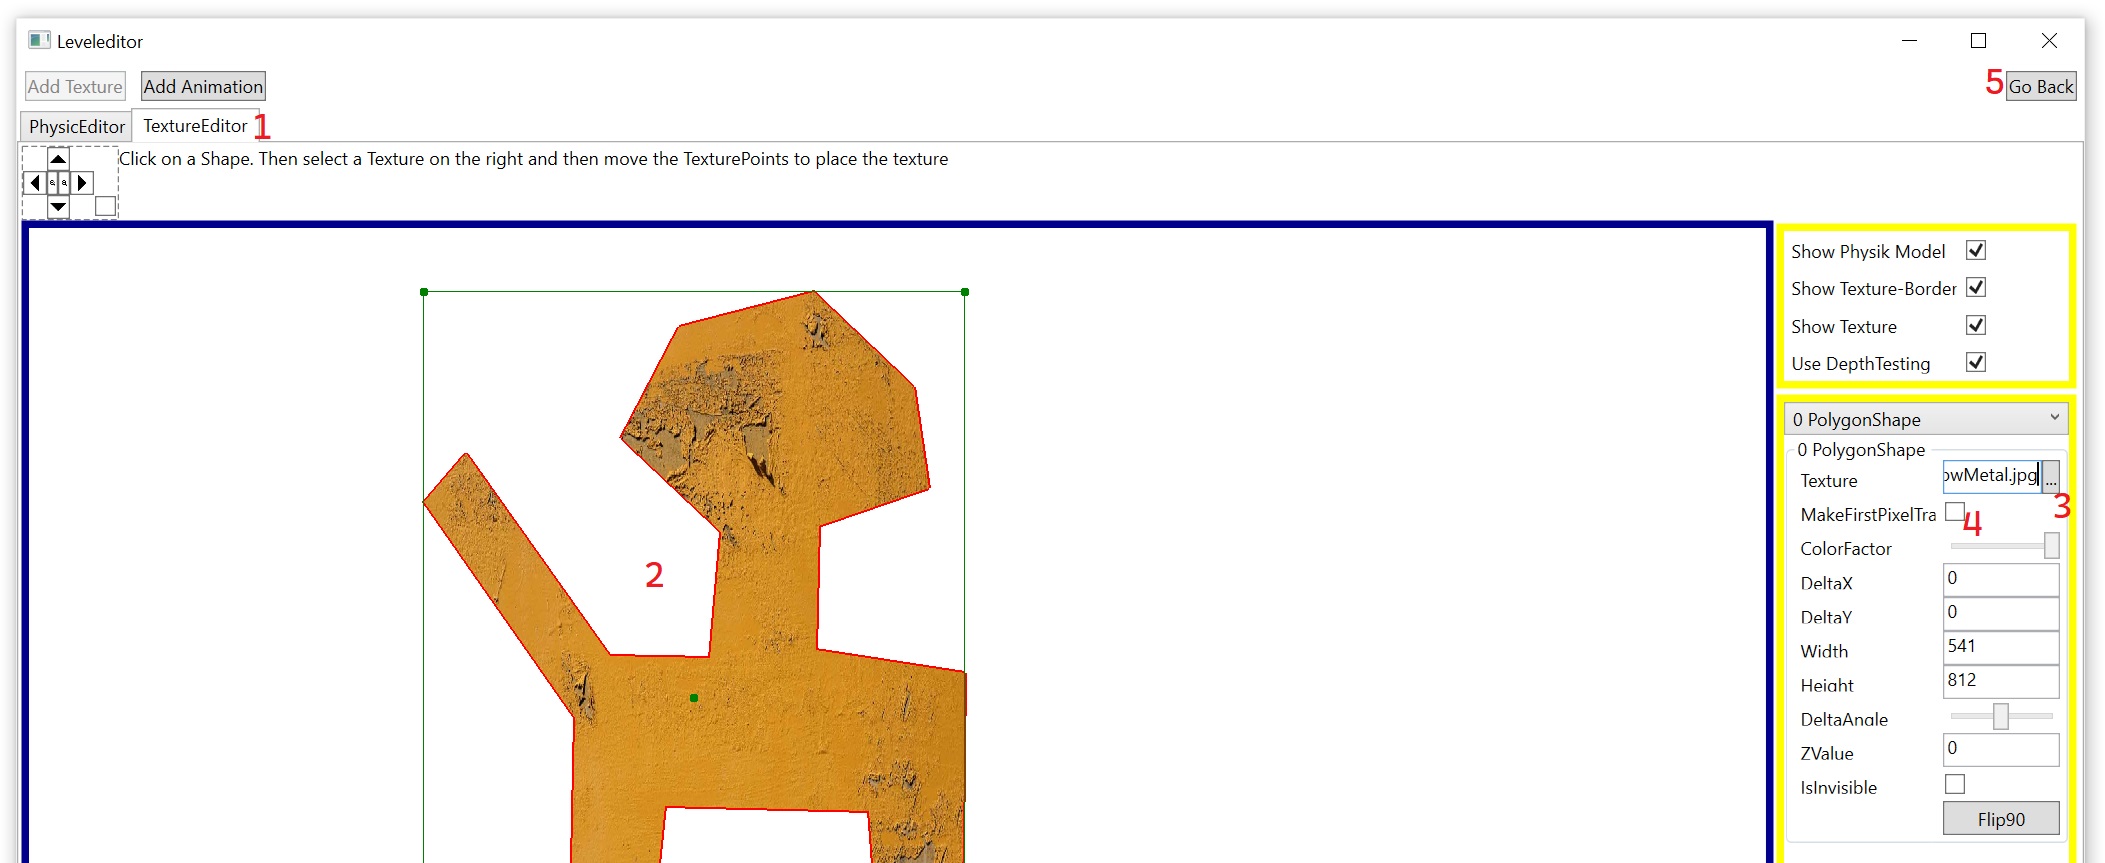 Leveleditor
Add Texture Add Animation 5 Go Back
PhysicEditor TextureEditor 1
Click on a Shape. Then select a Texture on the right and then move the TexturePoints to place the texture
Show Physik Model
Show Texture-Border
Show Texture
Use DepthTesting
0 PolygonShape
0 PolygonShape
Texture owMetal.jpg ...
3
MakeFirstPixelTra 4
ColorFactor
2
DeltaX 0
DeltaY 0
Width 541
Height 812
DeltaAngle
ZValue 0
IsInvisible
Flip90